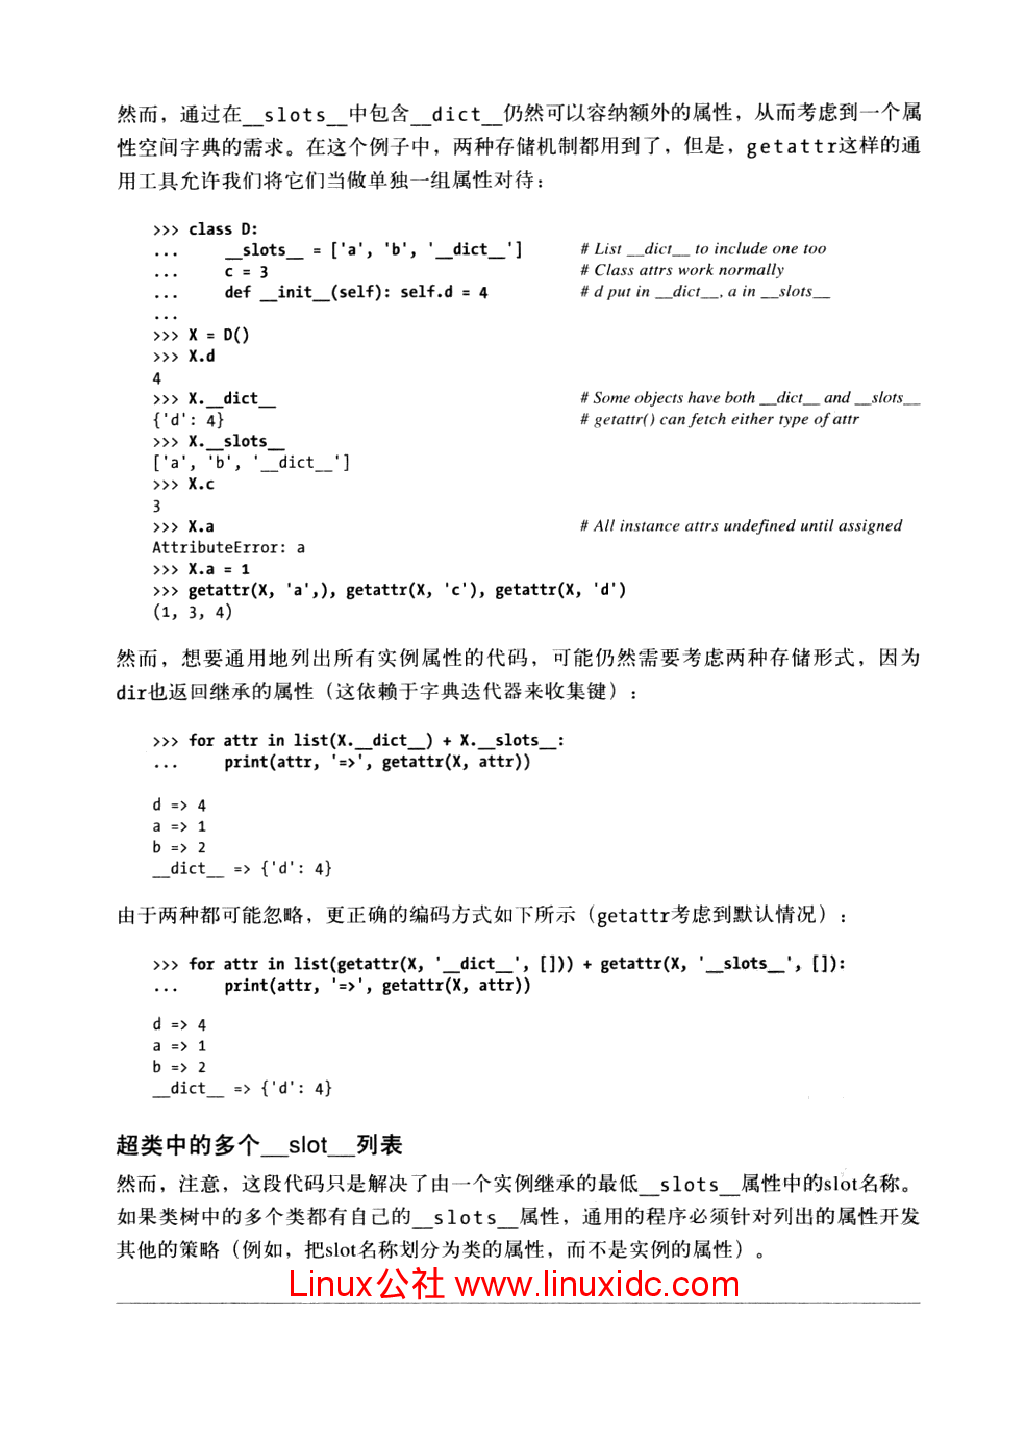 然而，通过在__slots__中包含__dict__仍然可以容纳额外的属性，从而考虑到一个属
性空间字典的需求。在这个例子中，两种存储机制都用到了，但是，getattr这样的通
用工具允许我们将它们当做单独一组属性对待：
>>> class D:
...     __slots__ = ['a', 'b', '__dict__']     # List __dict__ to include one too
...     c = 3     # Class attrs work normally
...     def __init__(self): self.d = 4     # d put in __dict__, a in __slots__
...
>>> X = D()
>>> X.d
4
>>> X.__dict__     # Some objects have both __dict__ and __slots__
{'d': 4}     # getattr() can fetch either type of attr
>>> X.__slots__
['a', 'b', '__dict__']
>>> X.c
3
>>> X.a     # All instance attrs undefined until assigned
AttributeError: a
>>> X.a = 1
>>> getattr(X, 'a',), getattr(X, 'c'), getattr(X, 'd')
(1, 3, 4)
然而，想要通用地列出所有实例属性的代码，可能仍然需要考虑两种存储形式，因为
dir也返回继承的属性（这依赖于字典迭代器来收集键）：
>>> for attr in list(X.__dict__) + X.__slots__:
...     print(attr, '=>', getattr(X, attr))
d => 4
a => 1
b => 2
__dict__ => {'d': 4}
由于两种都可能忽略，更正确的编码方式如下所示（getattr考虑到默认情况）：
>>> for attr in list(getattr(X, '__dict__', [])) + getattr(X, '__slots__', []):
...     print(attr, '=>', getattr(X, attr))
d => 4
a => 1
b => 2
__dict__ => {'d': 4}
超类中的多个__slot__列表
然而，注意，这段代码只是解决了由一个实例继承的最低__slots__属性中的slot名称。
如果类树中的多个类都有自己的__slots__属性，通用的程序必须针对列出的属性开发
其他的策略（例如，把slot名称划分为类的属性，而不是实例的属性）。
Linux公社 www.linuxidc.com